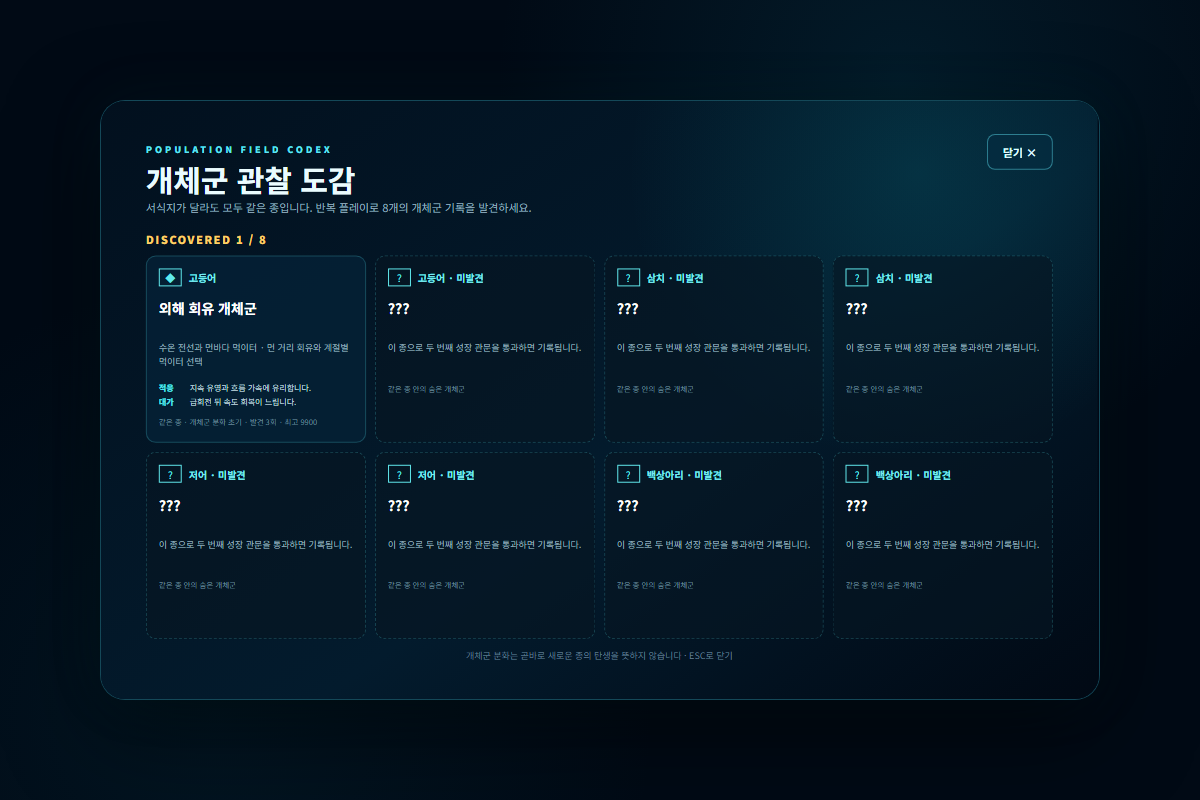 POPULATION FIELD CODEX
개체군 관찰 도감
서식지가 달라도 모두 같은 종입니다. 반복 플레이로 8개의 개체군 기록을 발견하세요.
닫기 ✕
DISCOVERED 1 / 8
◆ 고등어
외해 회유 개체군
수온 전선과 먼바다 먹이터 · 먼 거리 회유와 계절별
먹이터 선택
적응 지속 유영과 흐름 가속에 유리합니다.
대가 급회전 뒤 속도 회복이 느립니다.
같은 종 · 개체군 분화 초기 · 발견 3회 · 최고 9900
? 고등어 · 미발견
???
이 종으로 두 번째 성장 관문을 통과하면 기록됩니다.
같은 종 안의 숨은 개체군
? 삼치 · 미발견
???
이 종으로 두 번째 성장 관문을 통과하면 기록됩니다.
같은 종 안의 숨은 개체군
? 삼치 · 미발견
???
이 종으로 두 번째 성장 관문을 통과하면 기록됩니다.
같은 종 안의 숨은 개체군
? 저어 · 미발견
???
이 종으로 두 번째 성장 관문을 통과하면 기록됩니다.
같은 종 안의 숨은 개체군
? 저어 · 미발견
???
이 종으로 두 번째 성장 관문을 통과하면 기록됩니다.
같은 종 안의 숨은 개체군
? 백상아리 · 미발견
???
이 종으로 두 번째 성장 관문을 통과하면 기록됩니다.
같은 종 안의 숨은 개체군
? 백상아리 · 미발견
???
이 종으로 두 번째 성장 관문을 통과하면 기록됩니다.
같은 종 안의 숨은 개체군
개체군 분화는 곧바로 새로운 종의 탄생을 뜻하지 않습니다 · ESC로 닫기